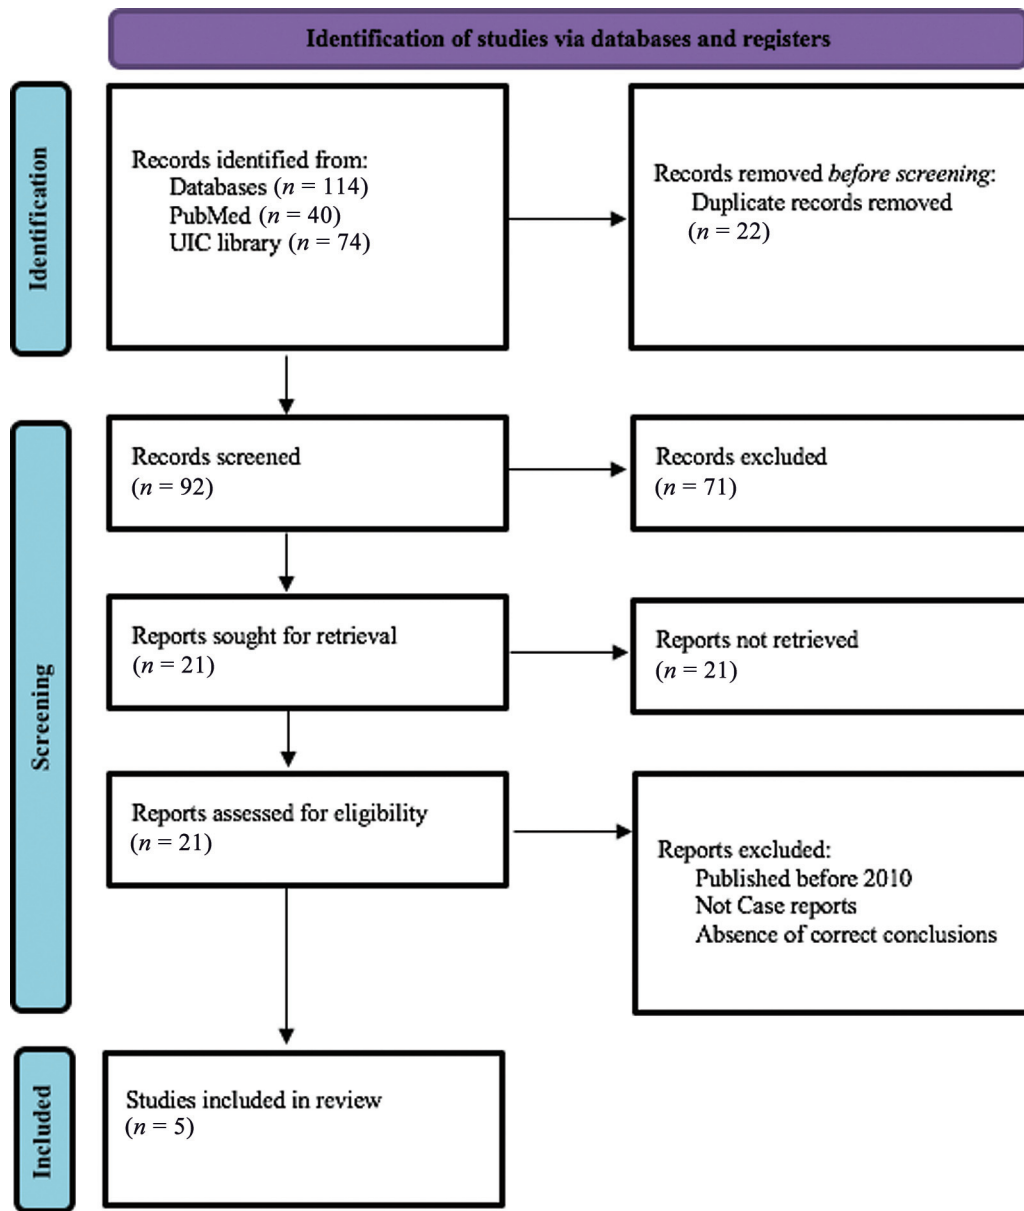 Identification of studies via databases and registers
Identification
Records identified from:
Databases (n = 114)
PubMed (n = 40)
UIC library (n = 74)
Records removed before screening:
Duplicate records removed
(n = 22)
Screening
Records screened
(n = 92)
Records excluded
(n = 71)
Reports sought for retrieval
(n = 21)
Reports not retrieved
(n = 21)
Reports assessed for eligibility
(n = 21)
Reports excluded:
Published before 2010
Not Case reports
Absence of correct conclusions
Included
Studies included in review
(n = 5)